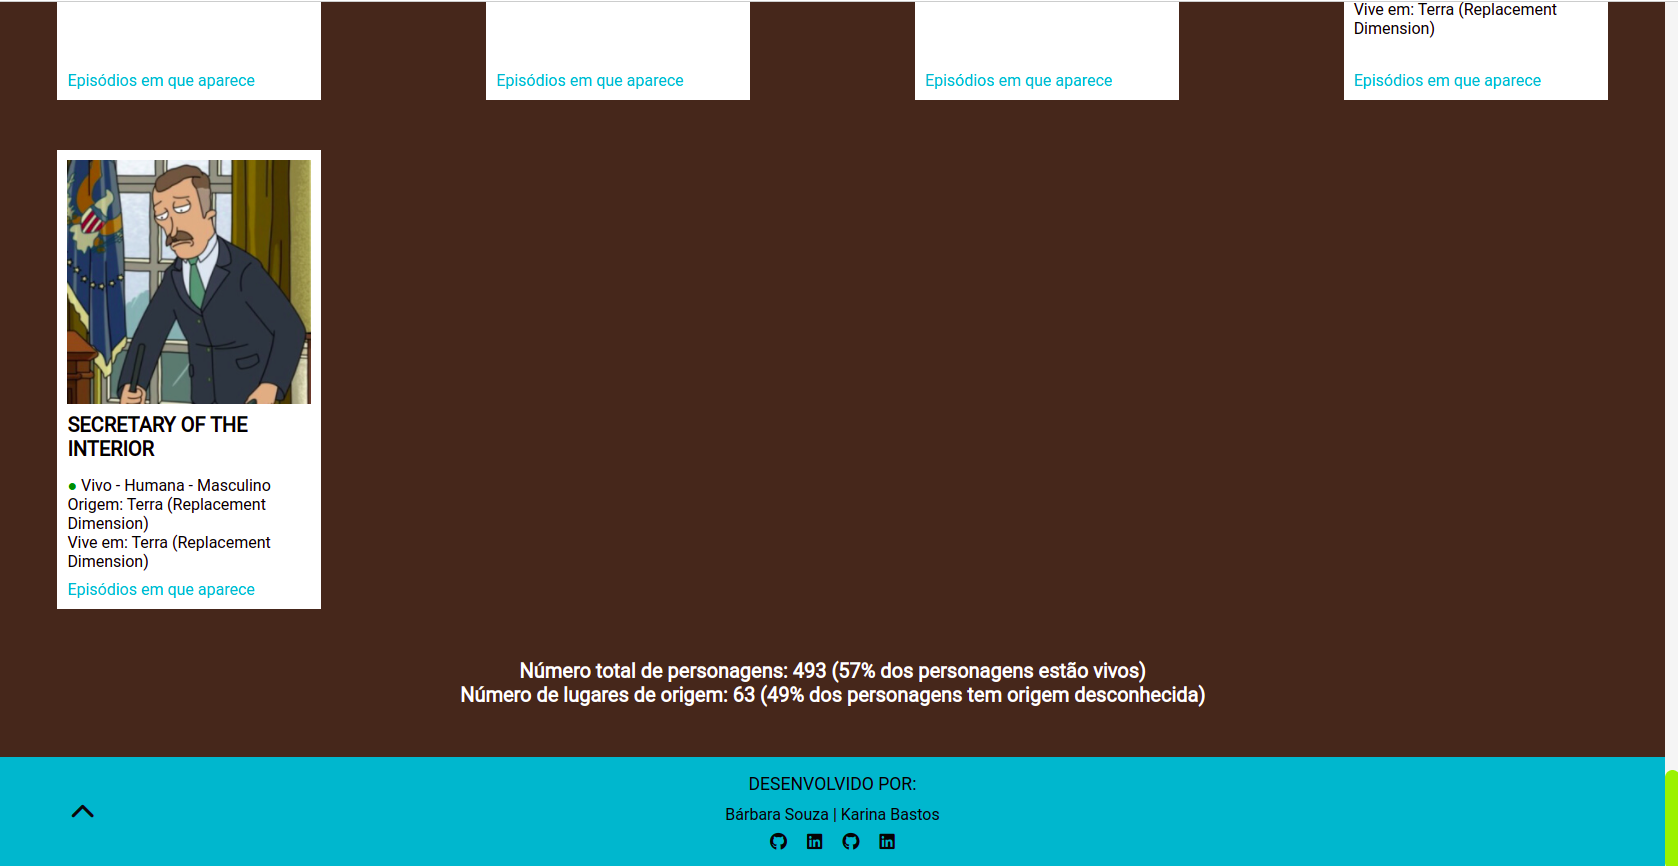 Vive em: Terra (Replacement
Dimension)
Episódios em que aparece
Episódios em que aparece
Episódios em que aparece
Episódios em que aparece
SECRETARY OF THE
INTERIOR
● Vivo - Humana - Masculino
Origem: Terra (Replacement
Dimension)
Vive em: Terra (Replacement
Dimension)
Episódios em que aparece
Número total de personagens: 493 (57% dos personagens estão vivos)
Número de lugares de origem: 63 (49% dos personagens tem origem desconhecida)
DESENVOLVIDO POR:
Bárbara Souza | Karina Bastos